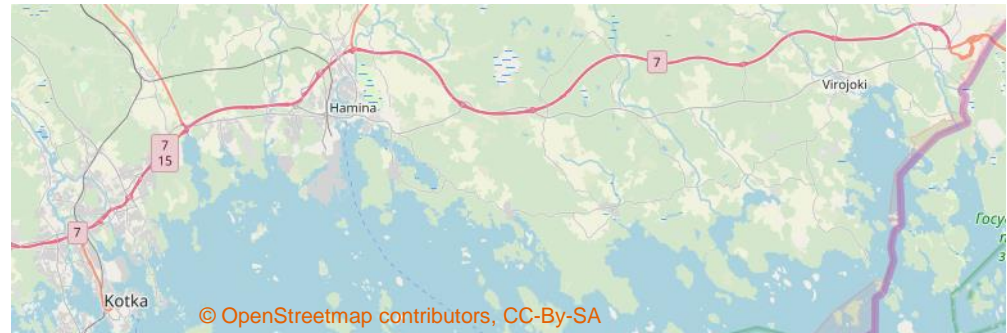 7
Virojoki
Hamina
7
15
7
Kotka
© OpenStreetmap contributors, CC-By-SA